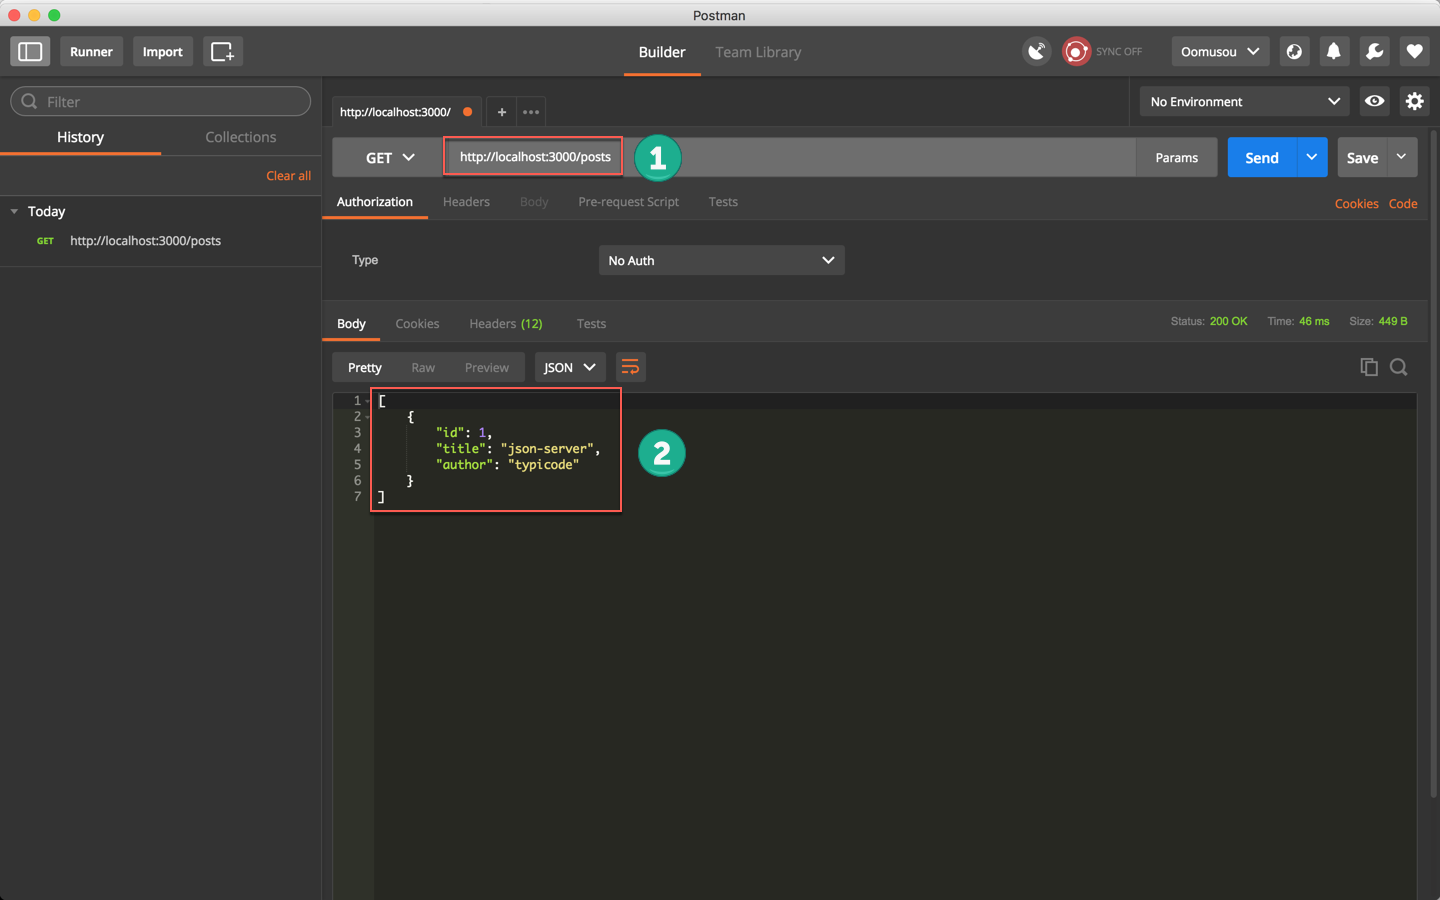 Postman
Runner Import Builder Team Library SYNC OFF Oomusou
Filter
http://localhost:3000/ + ••• No Environment
History Collections
GET http://localhost:3000/posts 1 Params Send Save
Clear all
Authorization Headers Body Pre-request Script Tests Cookies Code
Today
GET http://localhost:3000/posts
Type No Auth
Body Cookies Headers (12) Tests Status: 200 OK Time: 46 ms Size: 449 B
Pretty Raw Preview JSON
1 [
2 {
3 "id": 1,
4 "title": "json-server",
5 "author": "typicode"
6 }
7 ]
2